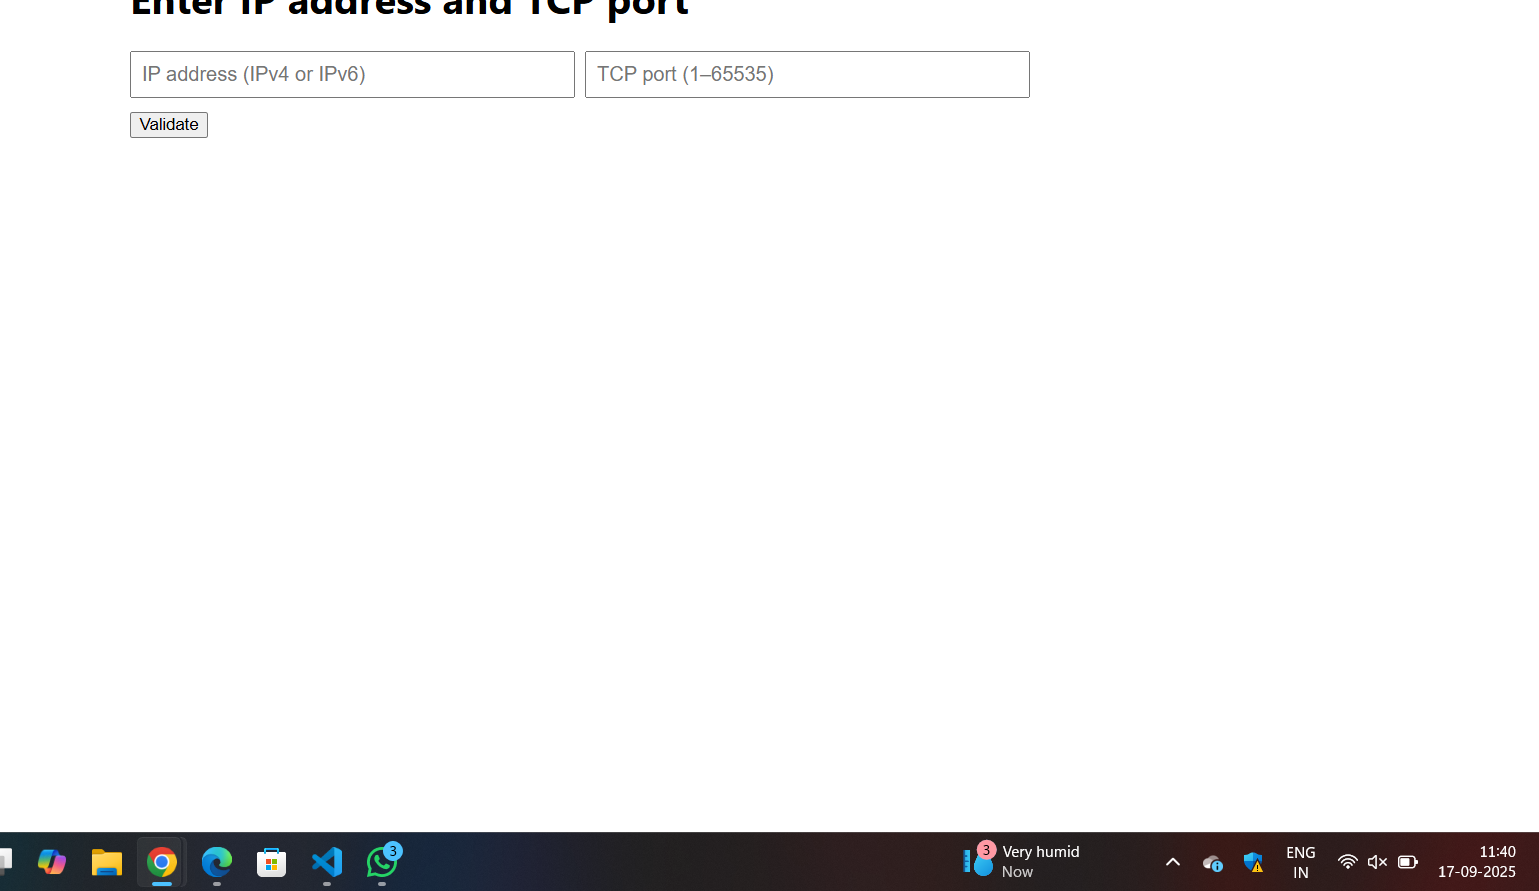 Enter IP address and TCP port
IP address (IPv4 or IPv6)
TCP port (1–65535)
Validate
3
3
Very humid
Now
ENG
IN
11:40
17-09-2025